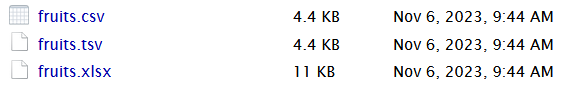 fruits.csv 4.4 KB Nov 6, 2023, 9:44 AM
fruits.tsv 4.4 KB Nov 6, 2023, 9:44 AM
fruits.xlsx 11 KB Nov 6, 2023, 9:44 AM